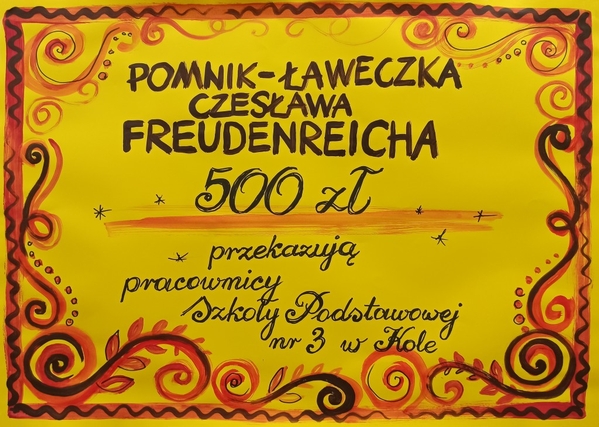 POMNIK-ŁAWECZKA
CZESŁAWA
FREUDENREICHA
500 zł
przekazują
pracownicy
Szkoły Podstawowej
nr 3 w Kole